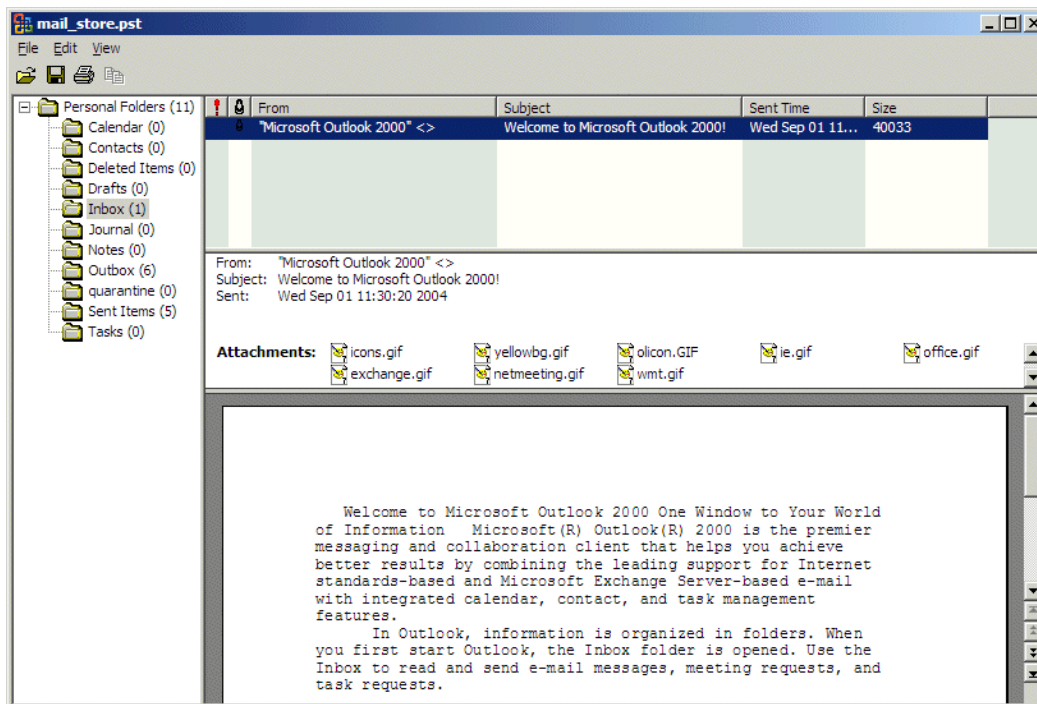 mail_store.pst
File Edit View
Personal Folders (11)
Calendar (0)
Contacts (0)
Deleted Items (0)
Drafts (0)
Inbox (1)
Journal (0)
Notes (0)
Outbox (6)
quarantine (0)
Sent Items (5)
Tasks (0)
From Subject Sent Time Size
"Microsoft Outlook 2000" <> Welcome to Microsoft Outlook 2000! Wed Sep 01 11... 40033
From: "Microsoft Outlook 2000" <>
Subject: Welcome to Microsoft Outlook 2000!
Sent: Wed Sep 01 11:30:20 2004
Attachments: icons.gif yellowbg.gif olicon.GIF ie.gif office.gif
exchange.gif netmeeting.gif wmt.gif
Welcome to Microsoft Outlook 2000 One Window to Your World
of Information Microsoft(R) Outlook(R) 2000 is the premier
messaging and collaboration client that helps you achieve
better results by combining the leading support for Internet
standards-based and Microsoft Exchange Server-based e-mail
with integrated calendar, contact, and task management
features.
In Outlook, information is organized in folders. When
you first start Outlook, the Inbox folder is opened. Use the
Inbox to read and send e-mail messages, meeting requests, and
task requests.